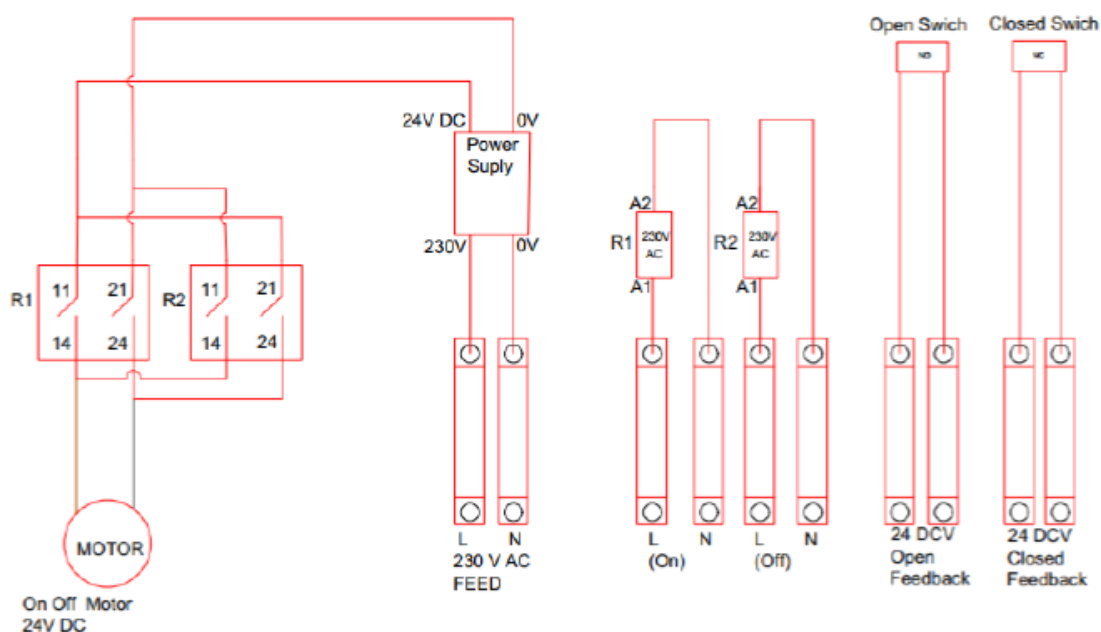 Open Swich
Closed Swich
NO
NC
24V DC
0V
Power
Suply
230V
0V
A2
R1
230V
AC
A1
A2
R2
230V
AC
A1
R1
11
21
14
24
R2
11
21
14
24
MOTOR
On Off Motor
24V DC
L
N
230 V AC
FEED
L
(On)
N
L
(Off)
N
24 DCV
Open
Feedback
24 DCV
Closed
Feedback